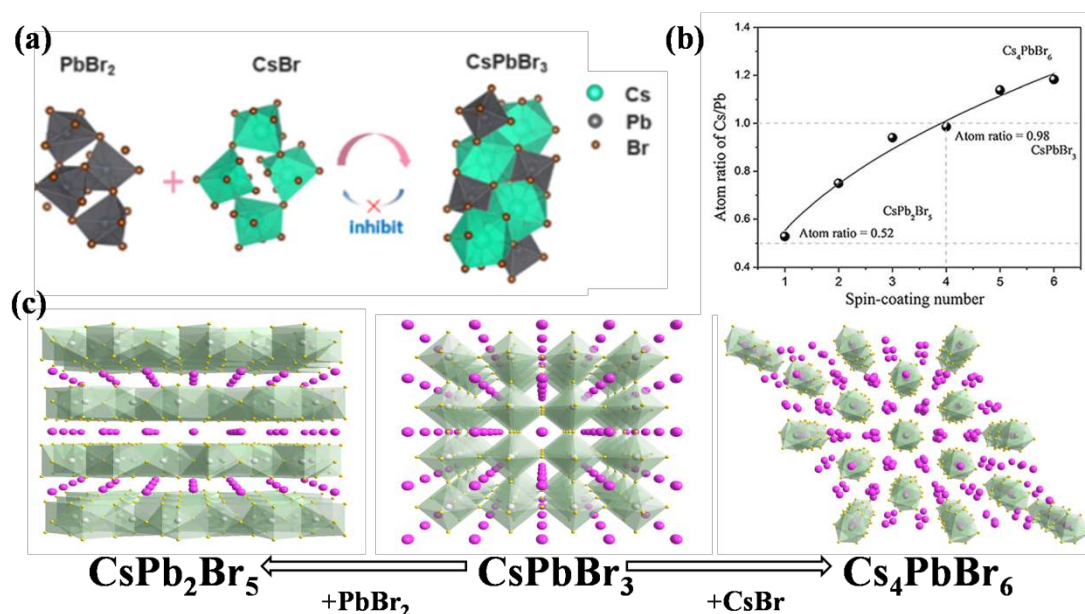 (a)
PbBr₂
CsBr
CsPbBr₃
+
inhibit
Cs
Pb
Br
(b)
Atom ratio of Cs/Pb
1.4
1.2
1.0
0.8
0.6
0.4
Cs₄PbBr₆
Atom ratio = 0.98
CsPbBr₃
CsPb₂Br₅
Atom ratio = 0.52
1 2 3 4 5 6
Spin-coating number
(c)
CsPb₂Br₅ CsPbBr₃ Cs₄PbBr₆
+PbBr₂ +CsBr